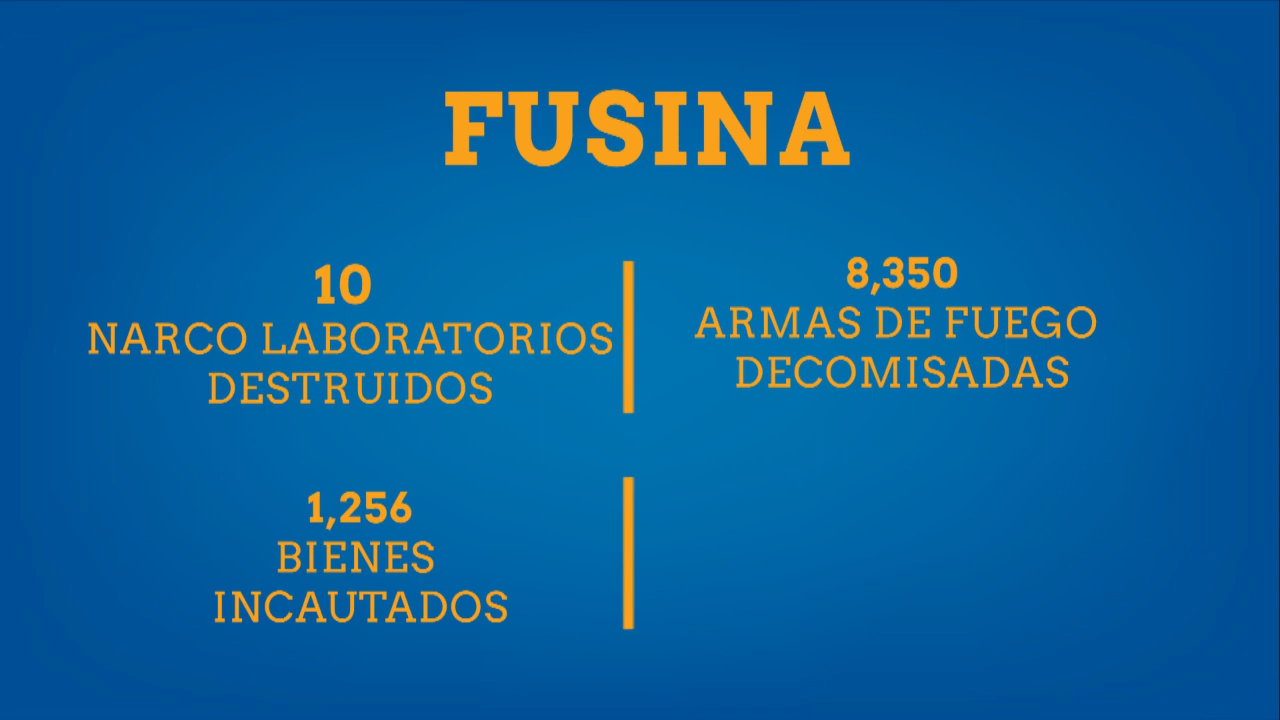 FUSINA
10
NARCO LABORATORIOS
DESTRUIDOS
8,350
ARMAS DE FUEGO
DECOMISADAS
1,256
BIENES
INCAUTADOS